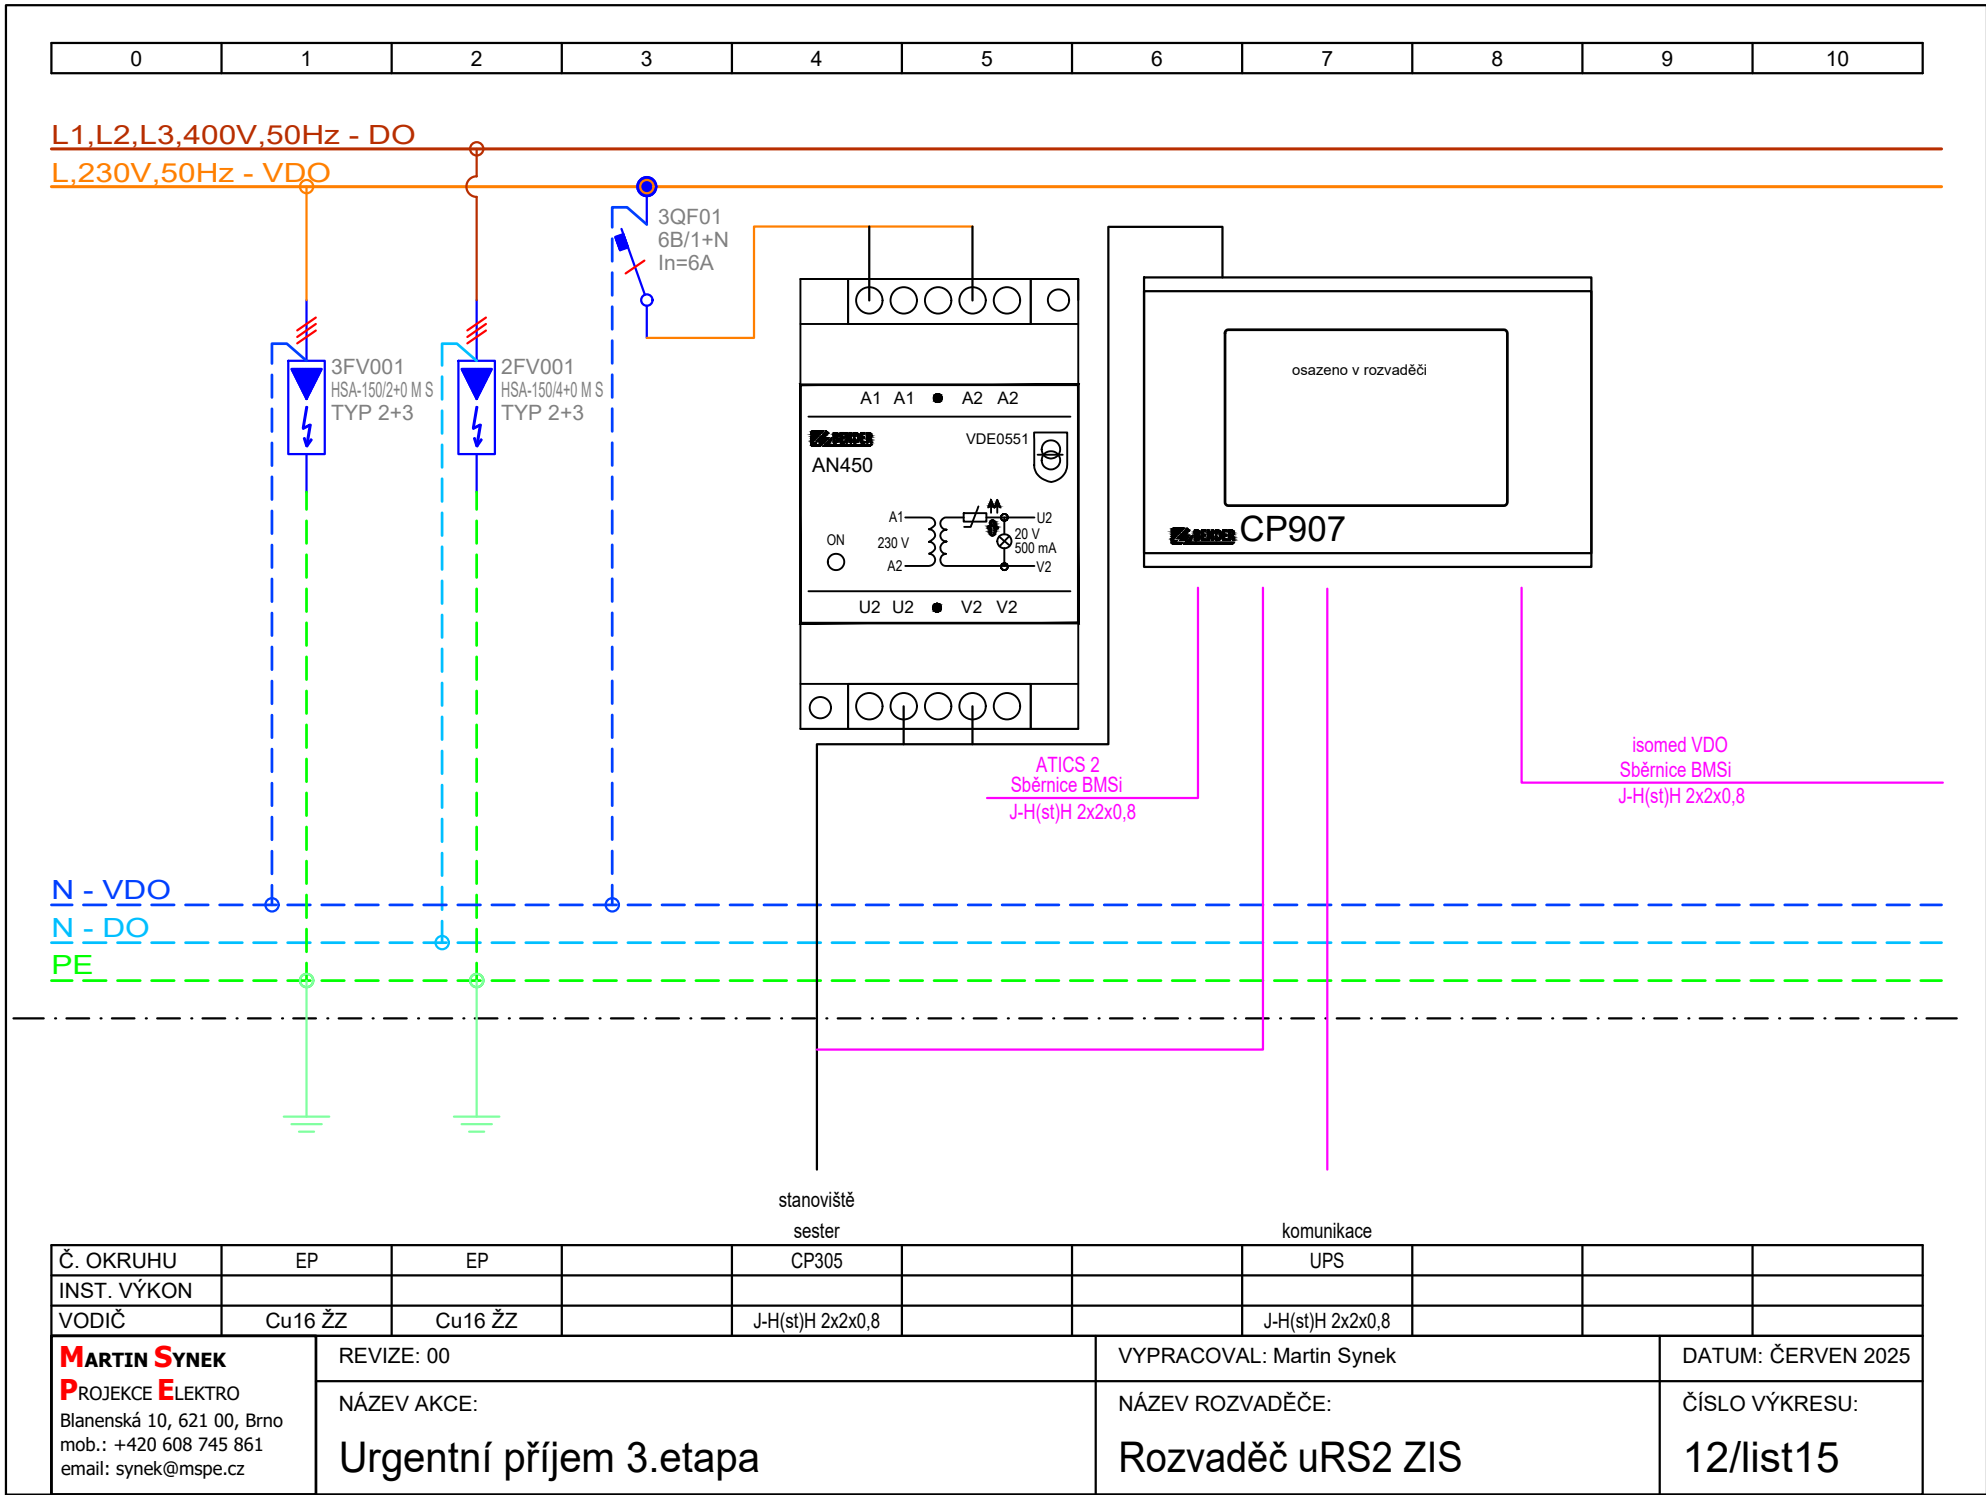 0 1 2 3 4 5 6 7 8 9 10
L1,L2,L3,400V,50Hz - DO
L,230V,50Hz - VDO
3QF01
6B/1+N
In=6A
3FV001
HSA-150/2+0 M S
TYP 2+3
2FV001
HSA-150/4+0 M S
TYP 2+3
A1 A1 A2 A2
BENDER
VDE0551
AN450
A1
230 V
A2
ON
U2
20 V
500 mA
V2
U2 U2 V2 V2
osazeno v rozvaděči
BENDER CP907
ATICS 2
Sběrnice BMSi
J-H(st)H 2x2x0,8
isomed VDO
Sběrnice BMSi
J-H(st)H 2x2x0,8
N - VDO
N - DO
PE
stanoviště
sester
komunikace
Č. OKRUHU EP EP CP305 UPS
INST. VÝKON
VODIČ Cu16 ŽZ Cu16 ŽZ J-H(st)H 2x2x0,8 J-H(st)H 2x2x0,8
MARTIN SYNEK
PROJEKCE ELEKTRO
Blanenská 10, 621 00, Brno
mob.: +420 608 745 861
email: synek@mspe.cz
REVIZE: 00
NÁZEV AKCE:
Urgentní příjem 3.etapa
VYPRACOVAL: Martin Synek
NÁZEV ROZVADĚČE:
Rozvaděč uRS2 ZIS
DATUM: ČERVEN 2025
ČÍSLO VÝKRESU:
12/list15